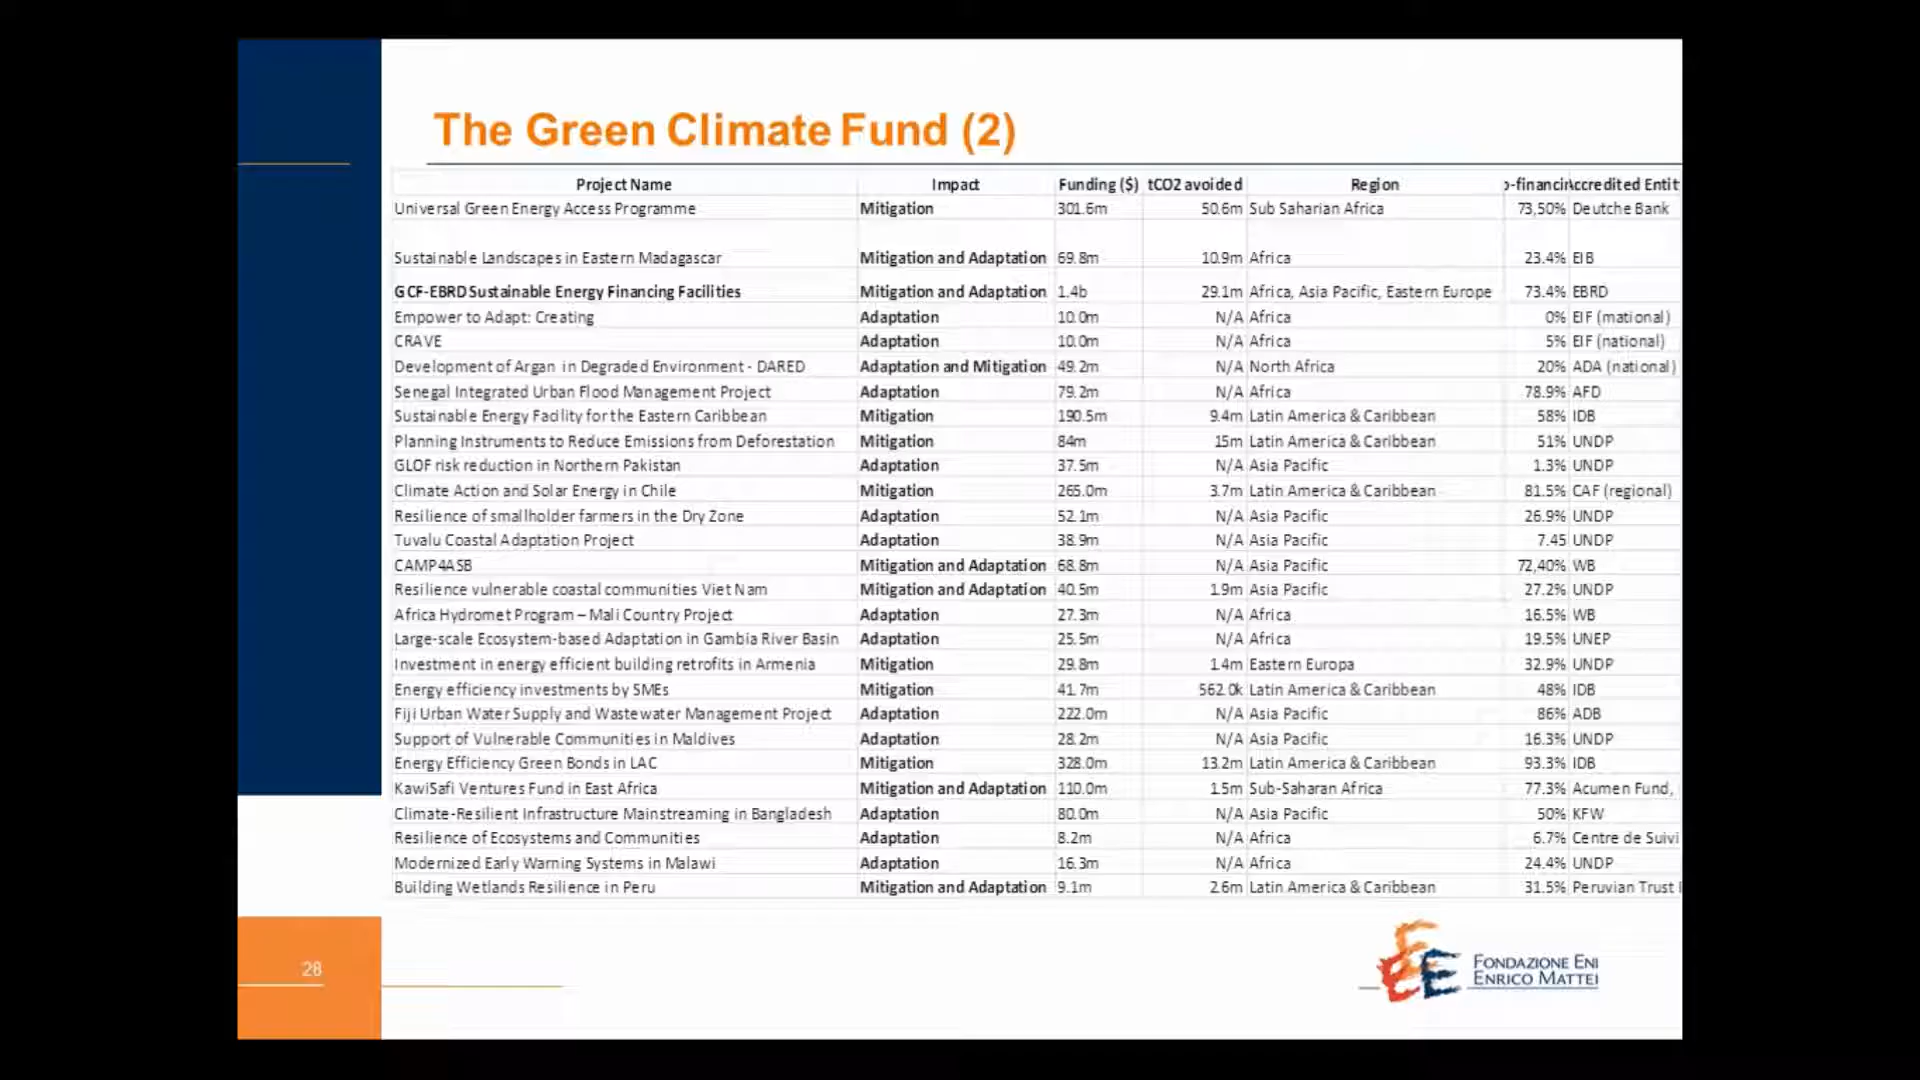 The Green Climate Fund (2)
Project Name Impact Funding ($) tCO2 avoided Region o-financin Accredited Entit
Universal Green Energy Access Programme Mitigation 301.6m 50.6m Sub Saharian Africa 73,50% Deutche Bank
Sustainable Landscapes in Eastern Madagascar Mitigation and Adaptation 69.8m 10.9m Africa 23.4% EIB
GCF-EBRD Sustainable Energy Financing Facilities Mitigation and Adaptation 1.4b 29.1m Africa, Asia Pacific, Eastern Europe 73.4% EBRD
Empower to Adapt: Creating Adaptation 10.0m N/A Africa 0% EIF (mational)
CRAVE Adaptation 10.0m N/A Africa 5% EIF (national)
Development of Argan in Degraded Environment - DARED Adaptation and Mitigation 49.2m N/A North Africa 20% ADA (national)
Senegal Integrated Urban Flood Management Project Adaptation 79.2m N/A Africa 78.9% AFD
Sustainable Energy Facility for the Eastern Caribbean Mitigation 190.5m 9.4m Latin America & Caribbean 58% IDB
Planning Instruments to Reduce Emissions from Deforestation Mitigation 84m 15m Latin America & Caribbean 51% UNDP
GLOF risk reduction in Northern Pakistan Adaptation 37.5m N/A Asia Pacific 1.3% UNDP
Climate Action and Solar Energy in Chile Mitigation 265.0m 3.7m Latin America & Caribbean 81.5% CAF (regional)
Resilience of smallholder farmers in the Dry Zone Adaptation 52.1m N/A Asia Pacific 26.9% UNDP
Tuvalu Coastal Adaptation Project Adaptation 38.9m N/A Asia Pacific 7.45 UNDP
CAMP4ASB Mitigation and Adaptation 68.8m N/A Asia Pacific 72,40% WB
Resilience vulnerable coastal communities Viet Nam Mitigation and Adaptation 40.5m 1.9m Asia Pacific 27.2% UNDP
Africa Hydromet Program – Mali Country Project Adaptation 27.3m N/A Africa 16.5% WB
Large-scale Ecosystem-based Adaptation in Gambia River Basin Adaptation 25.5m N/A Africa 19.5% UNEP
Investment in energy efficient building retrofits in Armenia Mitigation 29.8m 1.4m Eastern Europa 32.9% UNDP
Energy efficiency investments by SMEs Mitigation 41.7m 562.0k Latin America & Caribbean 48% IDB
Fiji Urban Water Supply and Wastewater Management Project Adaptation 222.0m N/A Asia Pacific 86% ADB
Support of Vulnerable Communities in Maldives Adaptation 28.2m N/A Asia Pacific 16.3% UNDP
Energy Efficiency Green Bonds in LAC Mitigation 328.0m 13.2m Latin America & Caribbean 93.3% IDB
KawiSafi Ventures Fund in East Africa Mitigation and Adaptation 110.0m 1.5m Sub-Saharan Africa 77.3% Acumen Fund,
Climate-Resilient Infrastructure Mainstreaming in Bangladesh Adaptation 80.0m N/A Asia Pacific 50% KFW
Resilience of Ecosystems and Communities Adaptation 8.2m N/A Africa 6.7% Centre de Suivi
Modernized Early Warning Systems in Malawi Adaptation 16.3m N/A Africa 24.4% UNDP
Building Wetlands Resilience in Peru Mitigation and Adaptation 9.1m 2.6m Latin America & Caribbean 31.5% Peruvian Trust
28
FONDAZIONE ENI
ENRICO MATTEI